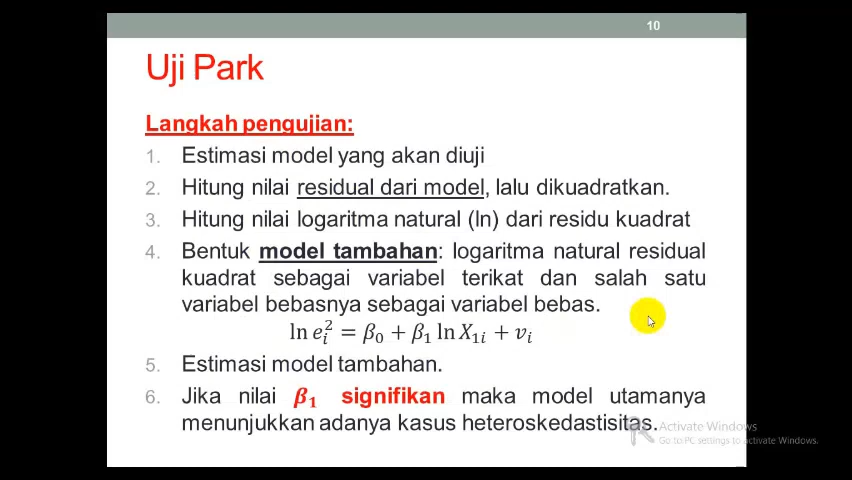 10
Uji Park
Langkah pengujian:
1. Estimasi model yang akan diuji
2. Hitung nilai residual dari model, lalu dikuadratkan.
3. Hitung nilai logaritma natural (ln) dari residu kuadrat
4. Bentuk model tambahan: logaritma natural residual
kuadrat sebagai variabel terikat dan salah satu
variabel bebasnya sebagai variabel bebas.
ln e_i^2 = β_0 + β_1 ln X_{1i} + v_i
5. Estimasi model tambahan.
6. Jika nilai β_1 signifikan maka model utamanya
menunjukkan adanya kasus heteroskedastisitas.
Activate Windows
Go to PC settings to activate Windows.